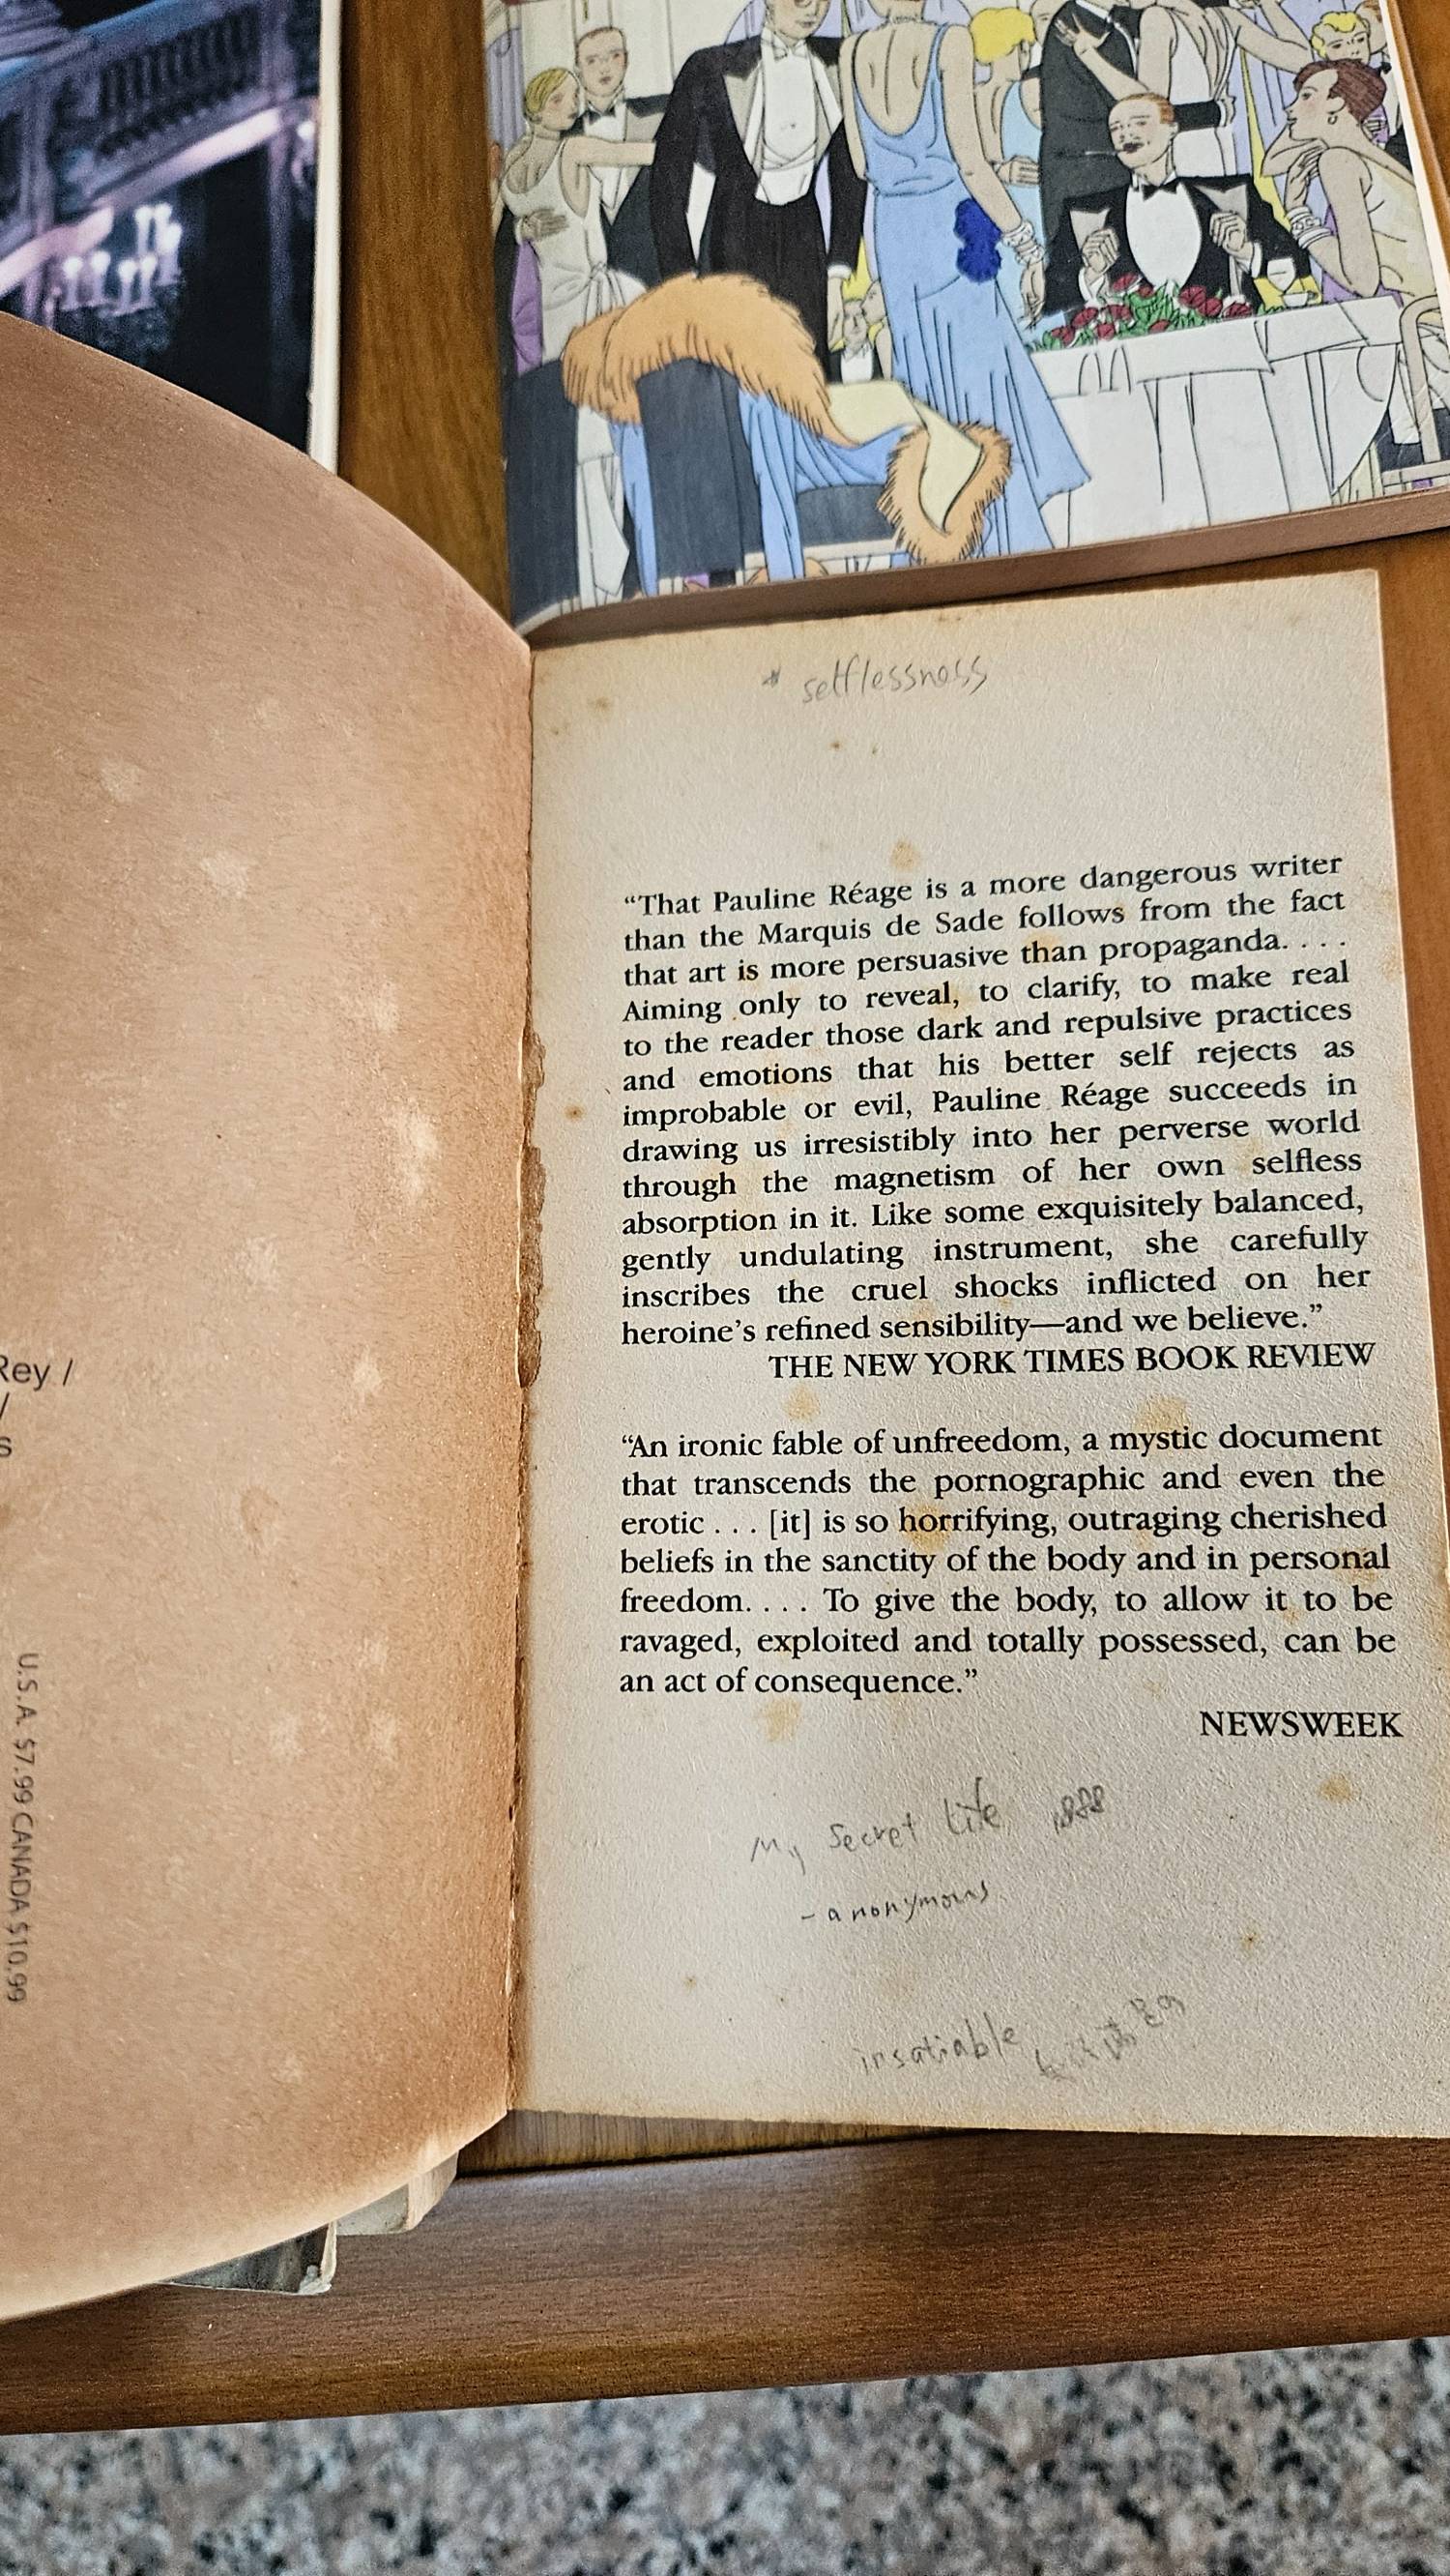 Rey /
/
s
U.S.A. $7.99 CANADA $10.99
* selflessness
“That Pauline Réage is a more dangerous writer
than the Marquis de Sade follows from the fact
that art is more persuasive than propaganda. . . .
Aiming only to reveal, to clarify, to make real
to the reader those dark and repulsive practices
and emotions that his better self rejects as
improbable or evil, Pauline Réage succeeds in
drawing us irresistibly into her perverse world
through the magnetism of her own selfless
absorption in it. Like some exquisitely balanced,
gently undulating instrument, she carefully
inscribes the cruel shocks inflicted on her
heroine’s refined sensibility—and we believe.”
THE NEW YORK TIMES BOOK REVIEW
“An ironic fable of unfreedom, a mystic document
that transcends the pornographic and even the
erotic . . . [it] is so horrifying, outraging cherished
beliefs in the sanctity of the body and in personal
freedom. . . . To give the body, to allow it to be
ravaged, exploited and totally possessed, can be
an act of consequence.”
NEWSWEEK
My Secret Life 1888
- anonymous
insatiable